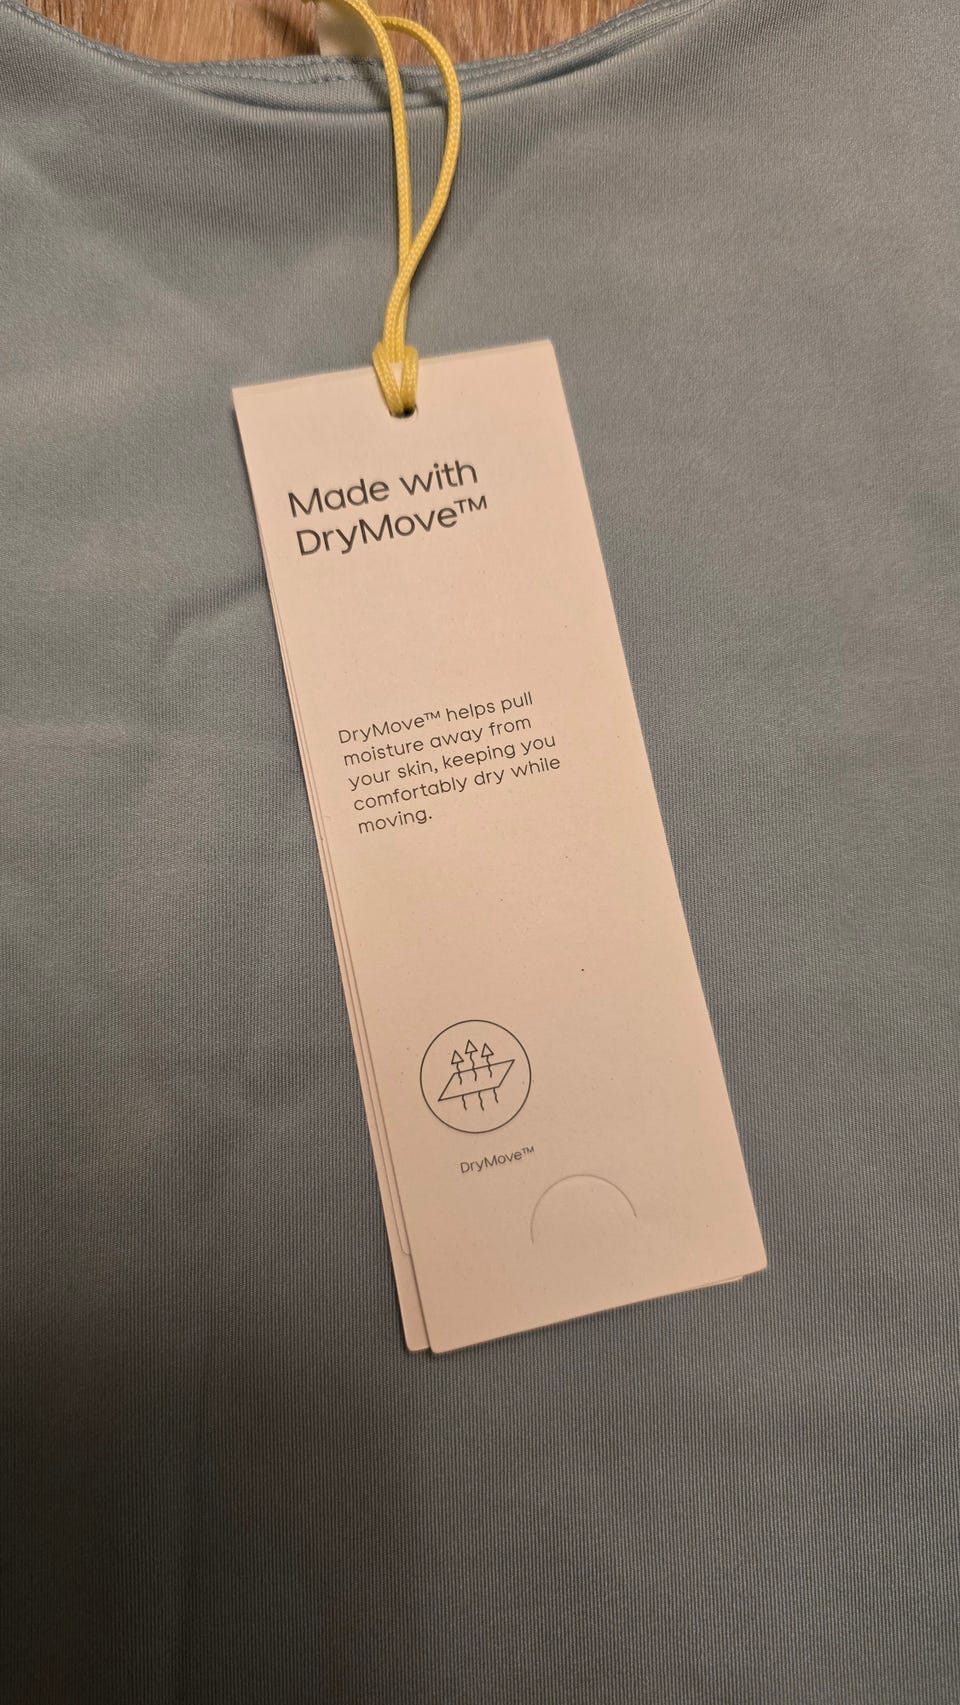 Made with
DryMove™
DryMove™ helps pull
moisture away from
your skin, keeping you
comfortably dry while
moving.
DryMove™